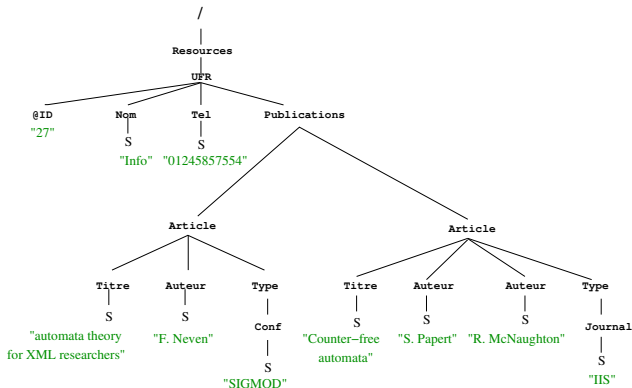 /
Resources
UFR
@ID Nom Tel Publications
"27" S S
"Info" "01245857554"
Article Article
Titre Auteur Type Titre Auteur Auteur Type
S S Conf S S S Journal
"automata theory "F. Neven" "Counter-free "S. Papert" "R. McNaughton"
for XML researchers" S automata" S
"SIGMOD" "IIS"